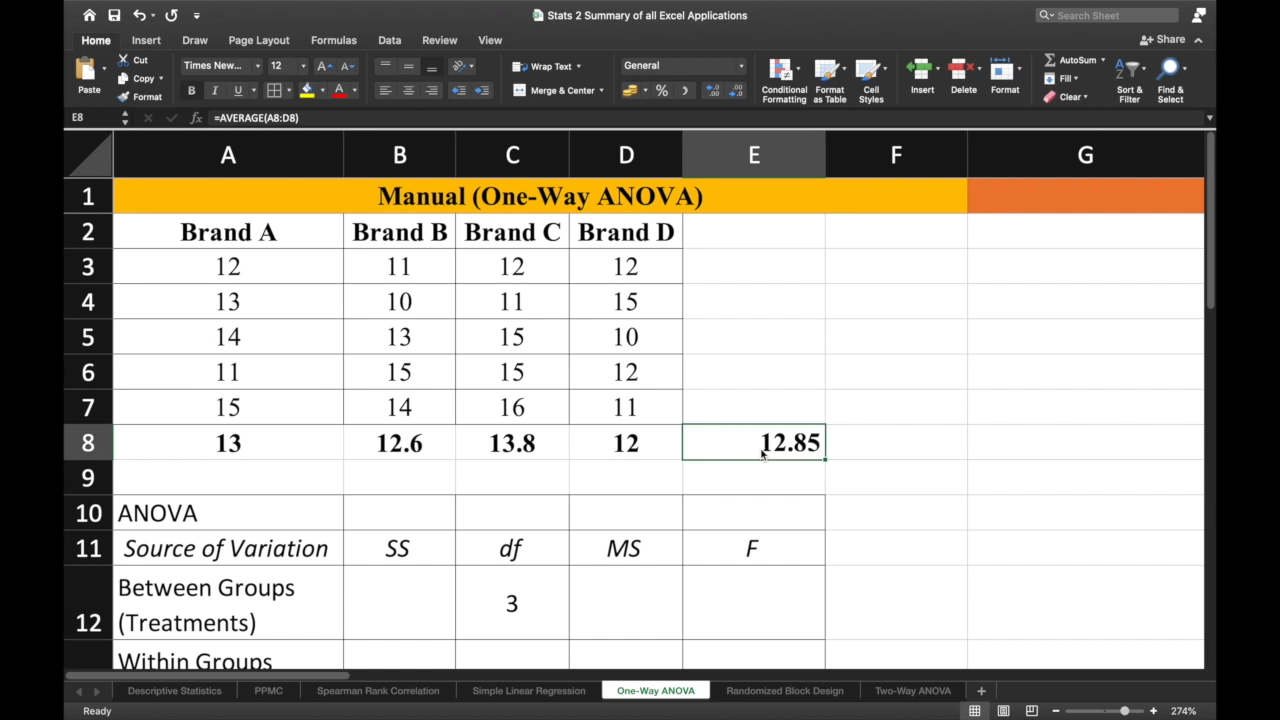 Stats 2 Summary of all Excel Applications
Search Sheet
Home Insert Draw Page Layout Formulas Data Review View
Share
Paste
Cut
Copy
Format
Times New... 12
B I U
Wrap Text
Merge & Center
General
Conditional Formatting
Format as Table
Cell Styles
Insert
Delete
Format
AutoSum
Fill
Clear
Sort & Filter
Find & Select
E8 fx =AVERAGE(A8:D8)
A B C D E F G
1 Manual (One-Way ANOVA)
2 Brand A Brand B Brand C Brand D
3 12 11 12 12
4 13 10 11 15
5 14 13 15 10
6 11 15 15 12
7 15 14 16 11
8 13 12.6 13.8 12 12.85
9
10 ANOVA
11 Source of Variation SS df MS F
Between Groups
12 (Treatments) 3
Within Groups
Descriptive Statistics PPMC Spearman Rank Correlation Simple Linear Regression One-Way ANOVA Randomized Block Design Two-Way ANOVA +
Ready 274%